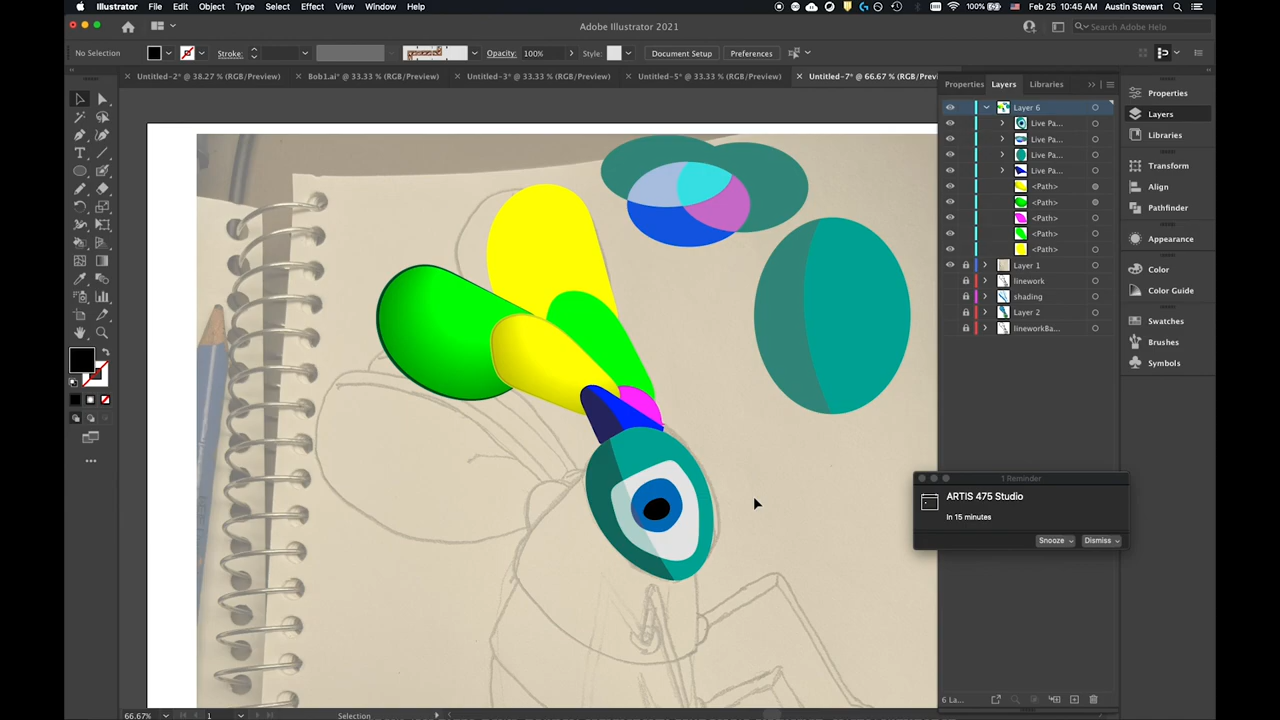 Illustrator File Edit Object Type Select Effect View Window Help 100% Feb 25 10:45 AM Austin Stewart
Adobe Illustrator 2021
Search Adobe Help
No Selection Stroke: Opacity: 100% Style: Document Setup Preferences
× Untitled-2* @ 38.27 % (RGB/Preview) × Bob1.ai* @ 33.33 % (RGB/Preview) × Untitled-3* @ 33.33 % (RGB/Preview) × Untitled-5* @ 33.33 % (RGB/Preview) × Untitled-7* @ 66.67 % (RGB/Previ
Properties Layers Libraries
Layer 6
Live Pa...
Live Pa...
Live Pa...
Live Pa...
<Path>
<Path>
<Path>
<Path>
<Path>
Layer 1
linework
shading
Layer 2
lineworkBa...
Properties
Layers
Libraries
Transform
Align
Pathfinder
Appearance
Color
Color Guide
Swatches
Brushes
Symbols
1 Reminder
ARTIS 475 Studio
In 15 minutes
Snooze Dismiss
6 La...
66.67% 1 Selection